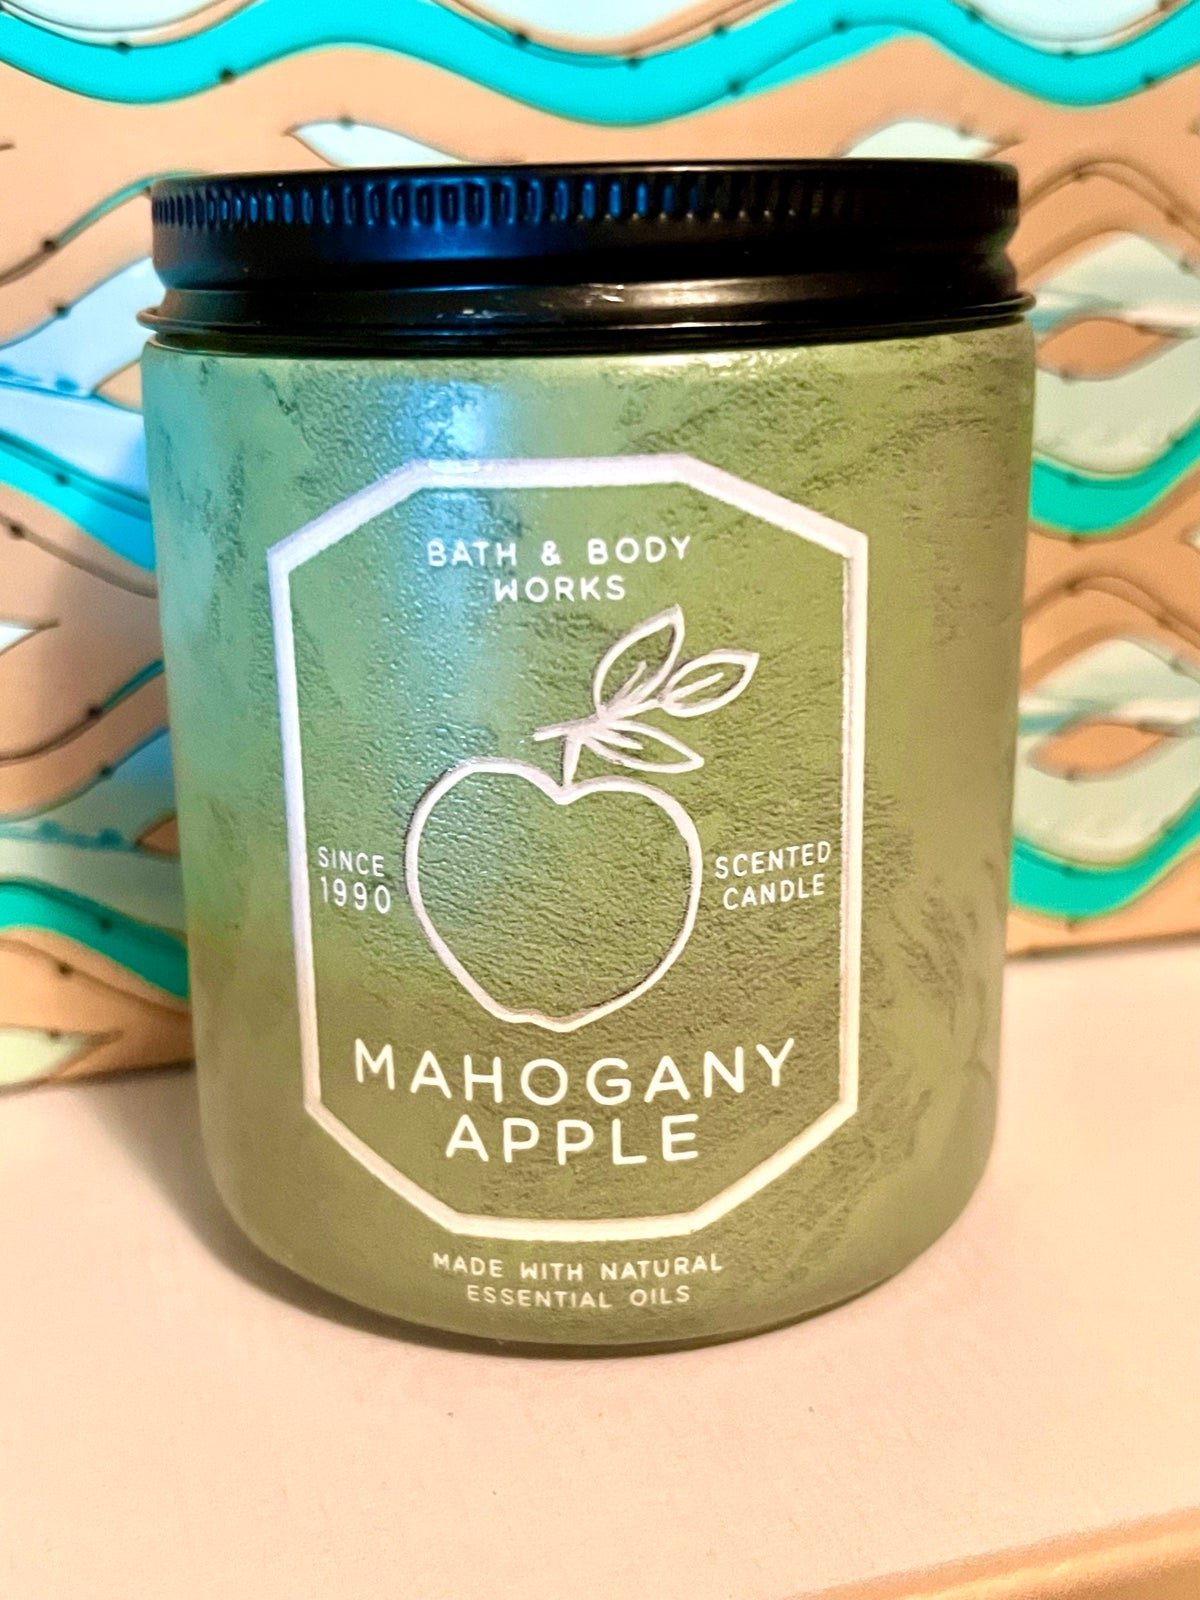 BATH & BODY
WORKS
SINCE
1990
SCENTED
CANDLE
MAHOGANY
APPLE
MADE WITH NATURAL
ESSENTIAL OILS